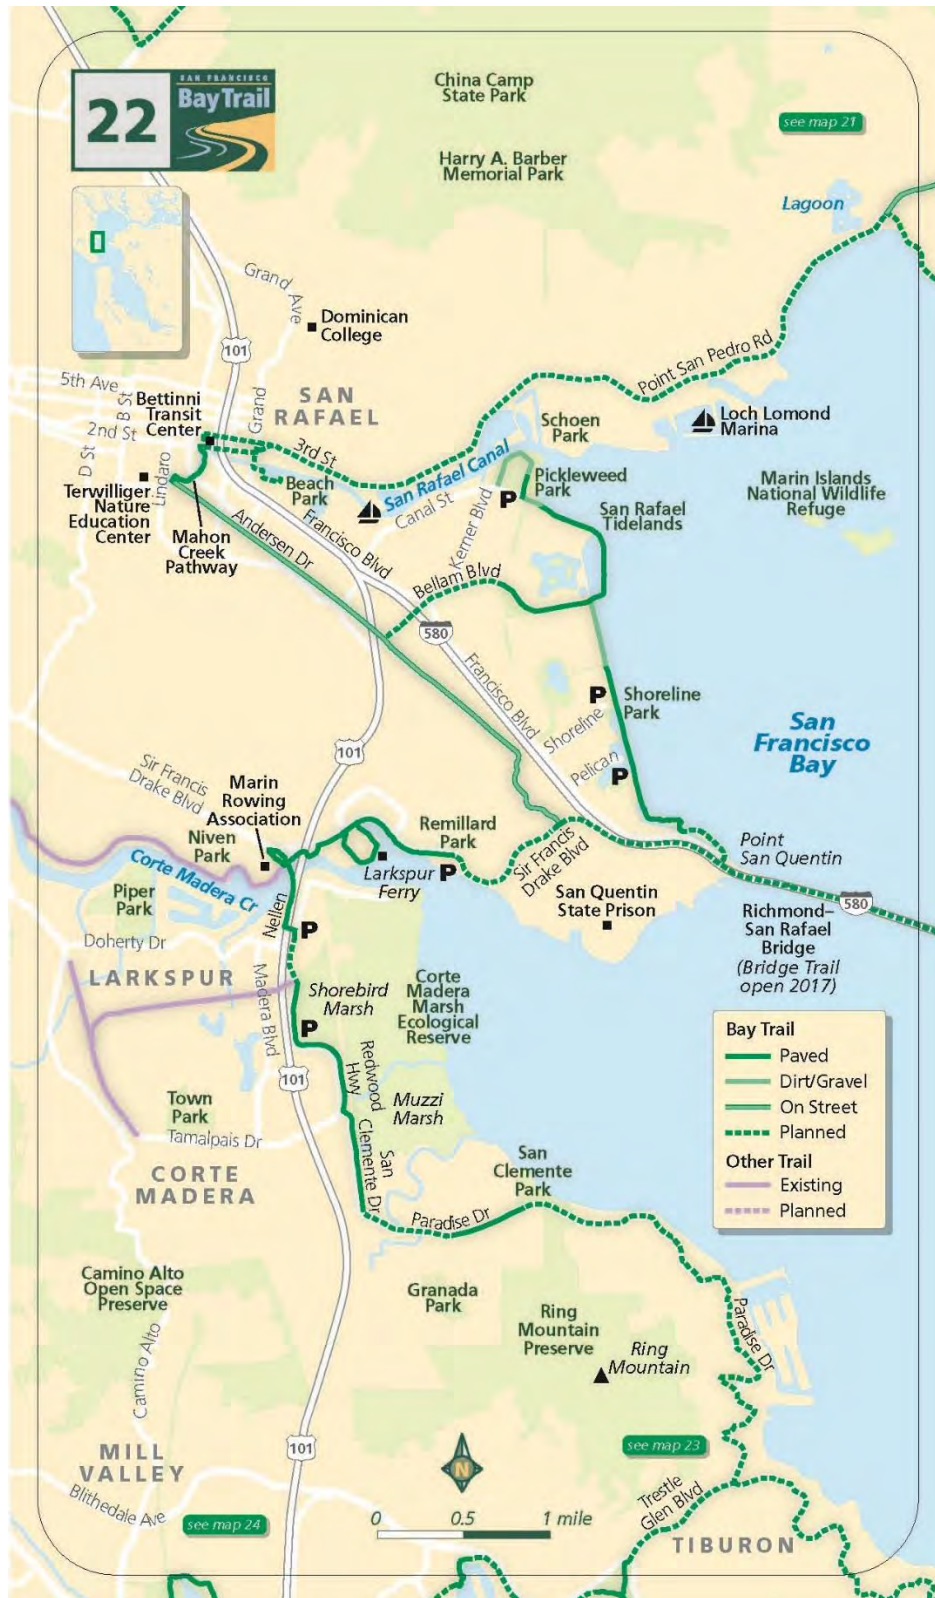 22
SAN FRANCISCO
Bay Trail
China Camp
State Park
see map 21
Harry A. Barber
Memorial Park
Lagoon
Grand Ave
Dominican
College
101
Point San Pedro Rd
5th Ave
B St
Bettinni
Transit
Center
2nd St
D St
Lindaro
Grand
SAN
RAFAEL
3rd St
Schoen
Park
Loch Lomond
Marina
San Rafael Canal
Canal St
Beach
Park
Pickleweed
Park
P
Marin Islands
National Wildlife
Refuge
Terwilliger
Nature
Education
Center
Mahon
Creek
Pathway
Andersen Dr
Francisco Blvd
Kerner Blvd
San Rafael
Tidelands
Bellam Blvd
580
Francisco Blvd
P
Shoreline
Park
Shoreline
Pelican
P
San
Francisco
Bay
101
Sir Francis
Drake Blvd
Marin
Rowing
Association
Niven
Park
Remillard
Park
Corte Madera Cr
Larkspur
Ferry
P
Sir Francis
Drake Blvd
Point
San Quentin
San Quentin
State Prison
580
Richmond–
San Rafael
Bridge
(Bridge Trail
open 2017)
Piper
Park
Nellen
P
Doherty Dr
LARKSPUR
Madera Blvd
Shorebird
Marsh
P
Corte
Madera
Marsh
Ecological
Reserve
Redwood
Hwy
101
Muzzi
Marsh
Town
Park
Tamalpais Dr
San
Clemente Dr
San
Clemente
Park
CORTE
MADERA
Paradise Dr
Bay Trail
Paved
Dirt/Gravel
On Street
Planned
Other Trail
Existing
Planned
Camino Alto
Open Space
Preserve
Granada
Park
Ring
Mountain
Preserve
Ring
Mountain
Paradise Dr
Camino Alto
101
MILL
VALLEY
see map 23
N
Blithedale Ave
see map 24
0 0.5 1 mile
Trestle
Glen Blvd
TIBURON